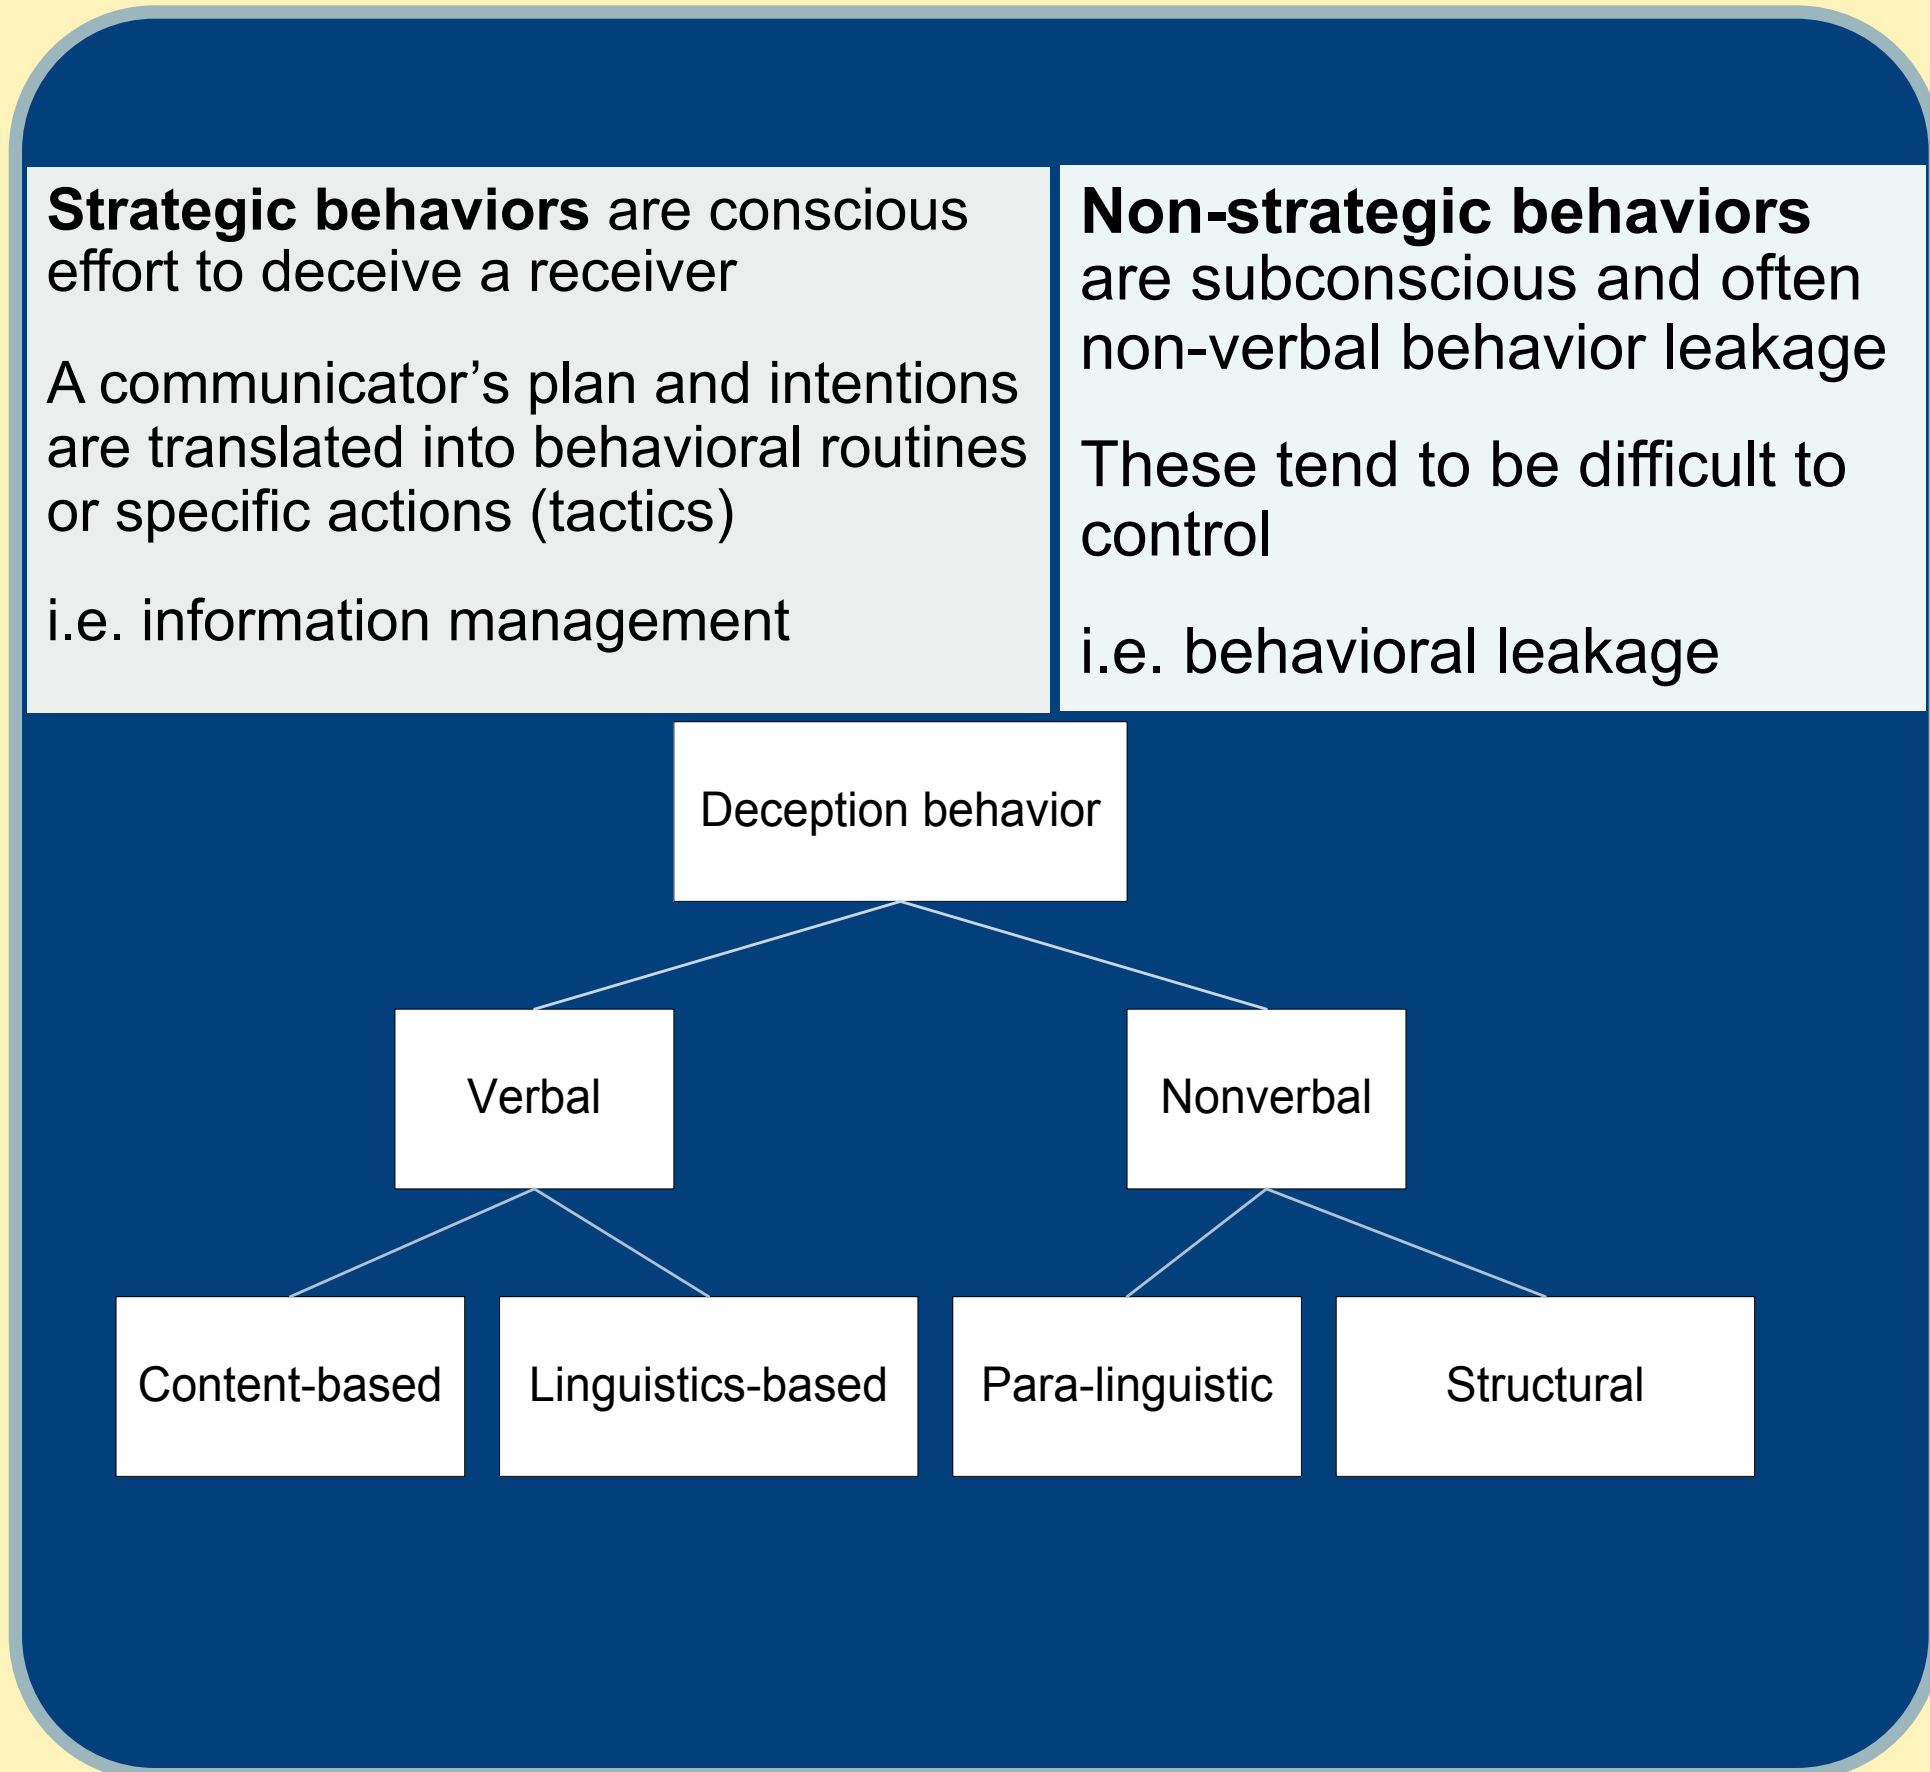 Strategic behaviors are conscious
effort to deceive a receiver
A communicator’s plan and intentions
are translated into behavioral routines
or specific actions (tactics)
i.e. information management
Non-strategic behaviors
are subconscious and often
non-verbal behavior leakage
These tend to be difficult to
control
i.e. behavioral leakage
Deception behavior
Verbal
Nonverbal
Content-based
Linguistics-based
Para-linguistic
Structural